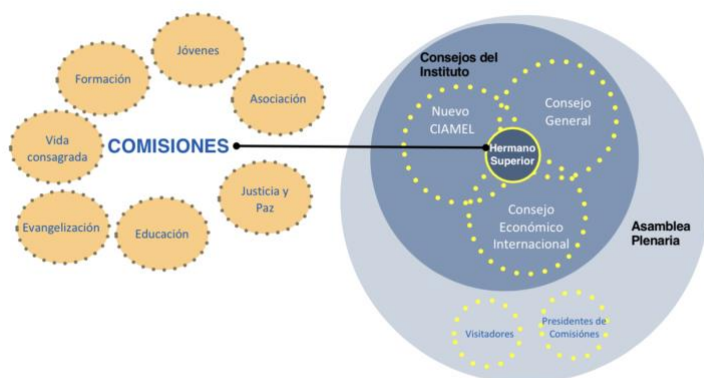 Jóvenes
Formación
Asociación
Vida
consagrada
COMISIONES
Justicia y
Paz
Evangelización
Educación
Consejos del
Instituto
Nuevo
CIAMEL
Consejo
General
Hermano
Superior
Consejo
Económico
Internacional
Asamblea
Plenaria
Visitadores
Presidentes de
Comisiónes